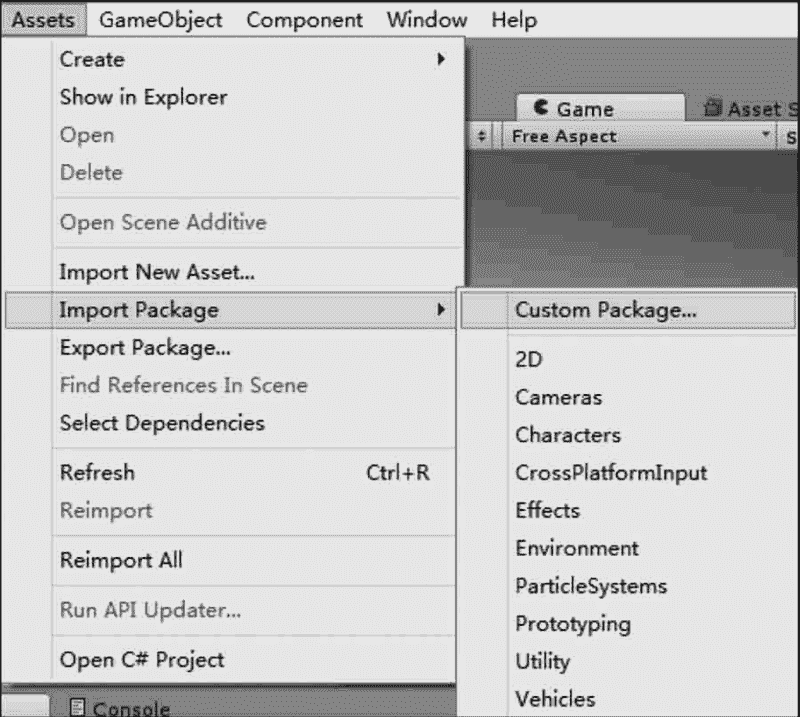 Assets GameObject Component Window Help
Create
Show in Explorer
Open
Delete
Open Scene Additive
Import New Asset...
Import Package
Export Package...
Find References In Scene
Select Dependencies
Refresh Ctrl+R
Reimport
Reimport All
Run API Updater...
Open C# Project
Game Asset S
Free Aspect S
Custom Package...
2D
Cameras
Characters
CrossPlatformInput
Effects
Environment
ParticleSystems
Prototyping
Utility
Vehicles
Console